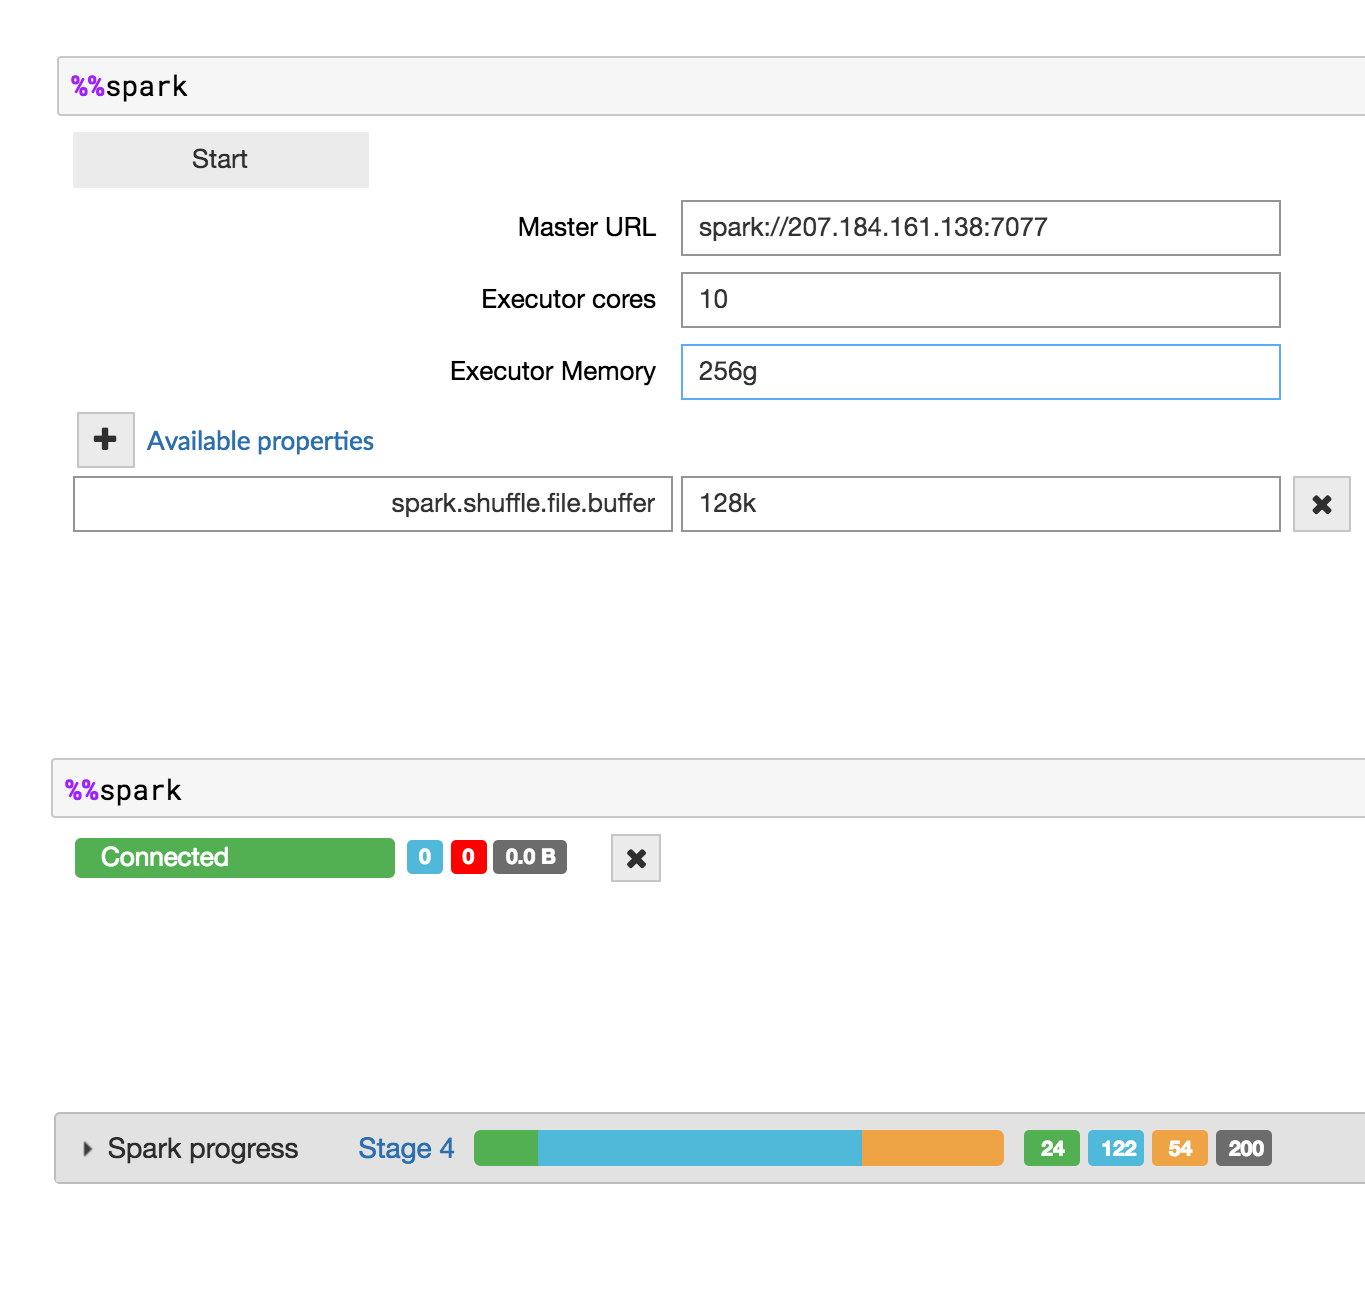 %%spark
Start
Master URL spark://207.184.161.138:7077
Executor cores 10
Executor Memory 256g
Available properties
spark.shuffle.file.buffer 128k
%%spark
Connected 0 0 0.0 B
Spark progress Stage 4 24 122 54 200